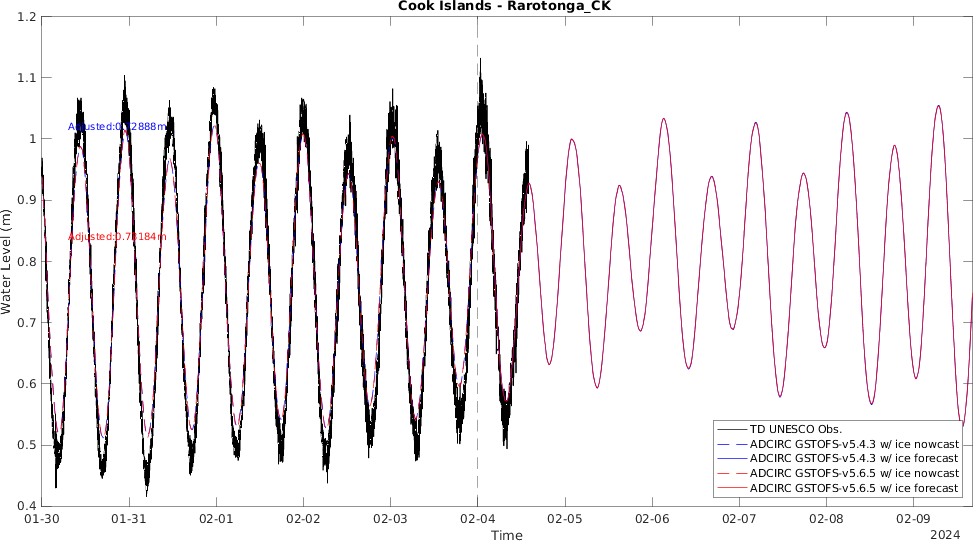 Cook Islands - Rarotonga_CK
1.2
1.1
1
0.9
0.8
0.7
0.6
0.5
0.4
Water Level (m)
Adjusted:
Adjusted:
TD UNESCO Obs.
ADCIRC GSTOFS-v5.4.3 w/ ice nowcast
ADCIRC GSTOFS-v5.4.3 w/ ice forecast
ADCIRC GSTOFS-v5.6.5 w/ ice nowcast
ADCIRC GSTOFS-v5.6.5 w/ ice forecast
01-30 01-31 02-01 02-02 02-03 02-04 02-05 02-06 02-07 02-08 02-09
Time
2024